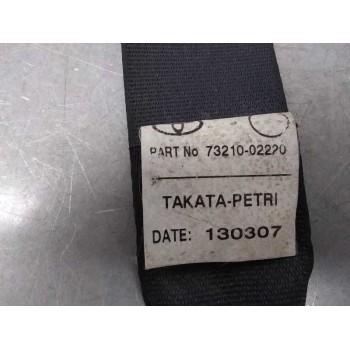 PART No 73210-02220
TAKATA-PETRI
DATE: 130307